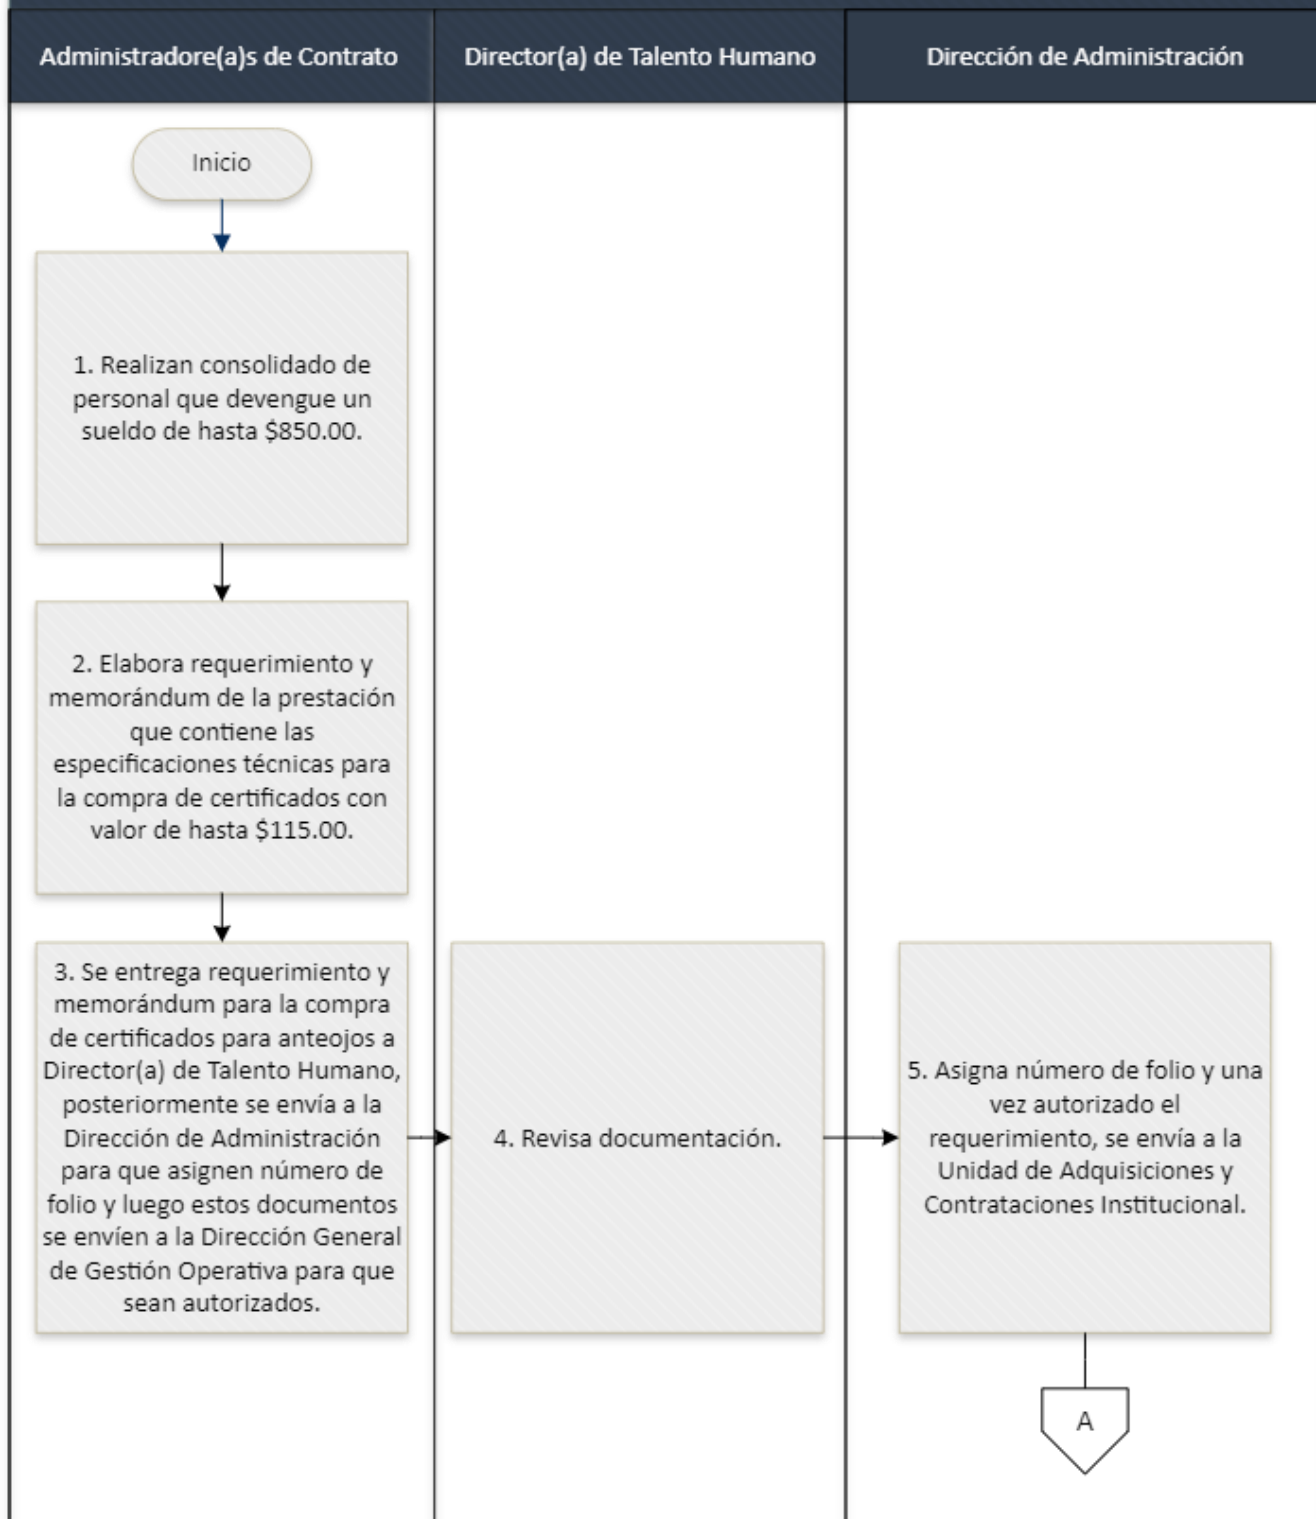 Administradore(a)s de Contrato
Director(a) de Talento Humano
Dirección de Administración
Inicio
1. Realizan consolidado de
personal que devengue un
sueldo de hasta $850.00.
2. Elabora requerimiento y
memorándum de la prestación
que contiene las
especificaciones técnicas para
la compra de certificados con
valor de hasta $115.00.
3. Se entrega requerimiento y
memorándum para la compra
de certificados para anteojos a
Director(a) de Talento Humano,
posteriormente se envía a la
Dirección de Administración
para que asignen número de
folio y luego estos documentos
se envíen a la Dirección General
de Gestión Operativa para que
sean autorizados.
4. Revisa documentación.
5. Asigna número de folio y una
vez autorizado el
requerimiento, se envía a la
Unidad de Adquisiciones y
Contrataciones Institucional.
A